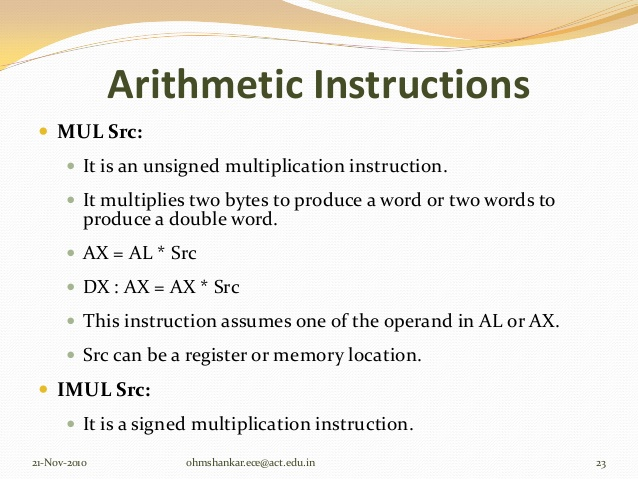 Arithmetic Instructions
• MUL Src:
• It is an unsigned multiplication instruction.
• It multiplies two bytes to produce a word or two words to
produce a double word.
• AX = AL * Src
• DX : AX = AX * Src
• This instruction assumes one of the operand in AL or AX.
• Src can be a register or memory location.
• IMUL Src:
• It is a signed multiplication instruction.
21-Nov-2010 ohmshankar.ece@act.edu.in 23